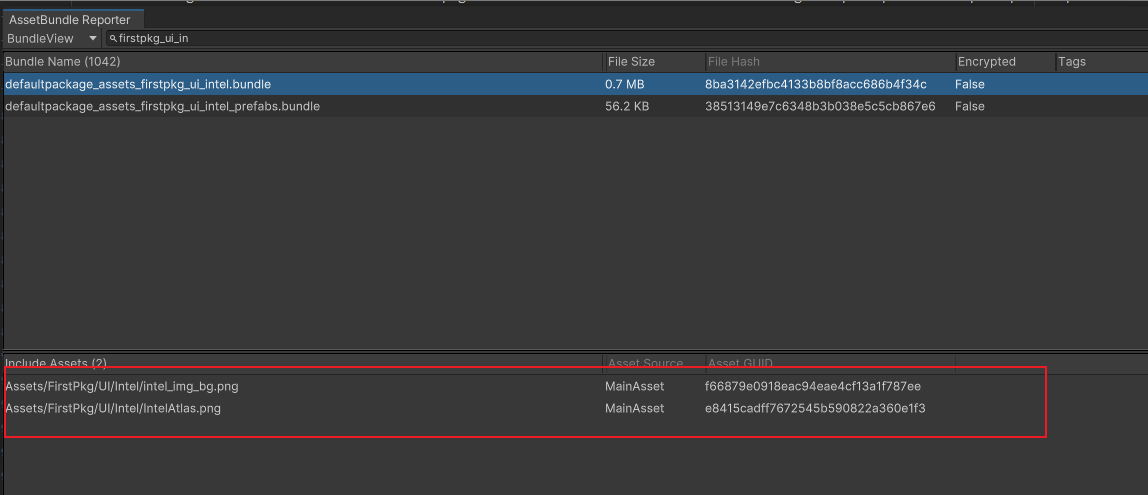 AssetBundle Reporter
BundleView firstpkg_ui_in
Bundle Name (1042) File Size File Hash Encrypted Tags
defaultpackage_assets_firstpkg_ui_intel.bundle 0.7 MB 8ba3142efbc4133b8bf8acc686b4f34c False
defaultpackage_assets_firstpkg_ui_intel_prefabs.bundle 56.2 KB 38513149e7c6348b3b038e5c5cb867e6 False
Include Assets (2) Asset Source Asset GUID
Assets/FirstPkg/UI/Intel/intel_img_bg.png MainAsset f66879e0918eac94eae4cf13a1f787ee
Assets/FirstPkg/UI/Intel/IntelAtlas.png MainAsset e8415cadff7672545b590822a360e1f3